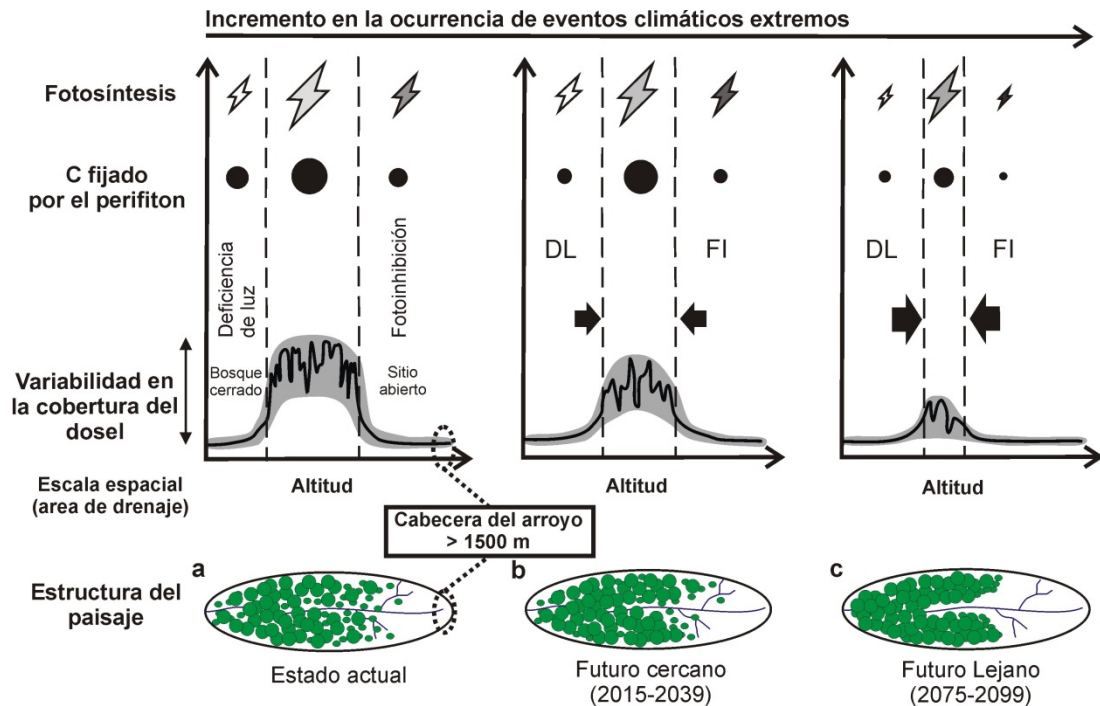 Incremento en la ocurrencia de eventos climáticos extremos
Fotosíntesis
C fijado
por el perifiton
Deficiencia
de luz
Fotoinhibición
DL
FI
DL
FI
Variabilidad en
la cobertura del
dosel
Bosque
cerrado
Sitio
abierto
Escala espacial
(area de drenaje)
Altitud
Altitud
Altitud
Cabecera del arroyo
> 1500 m
Estructura del
paisaje
a
b
c
Estado actual
Futuro cercano
(2015-2039)
Futuro Lejano
(2075-2099)